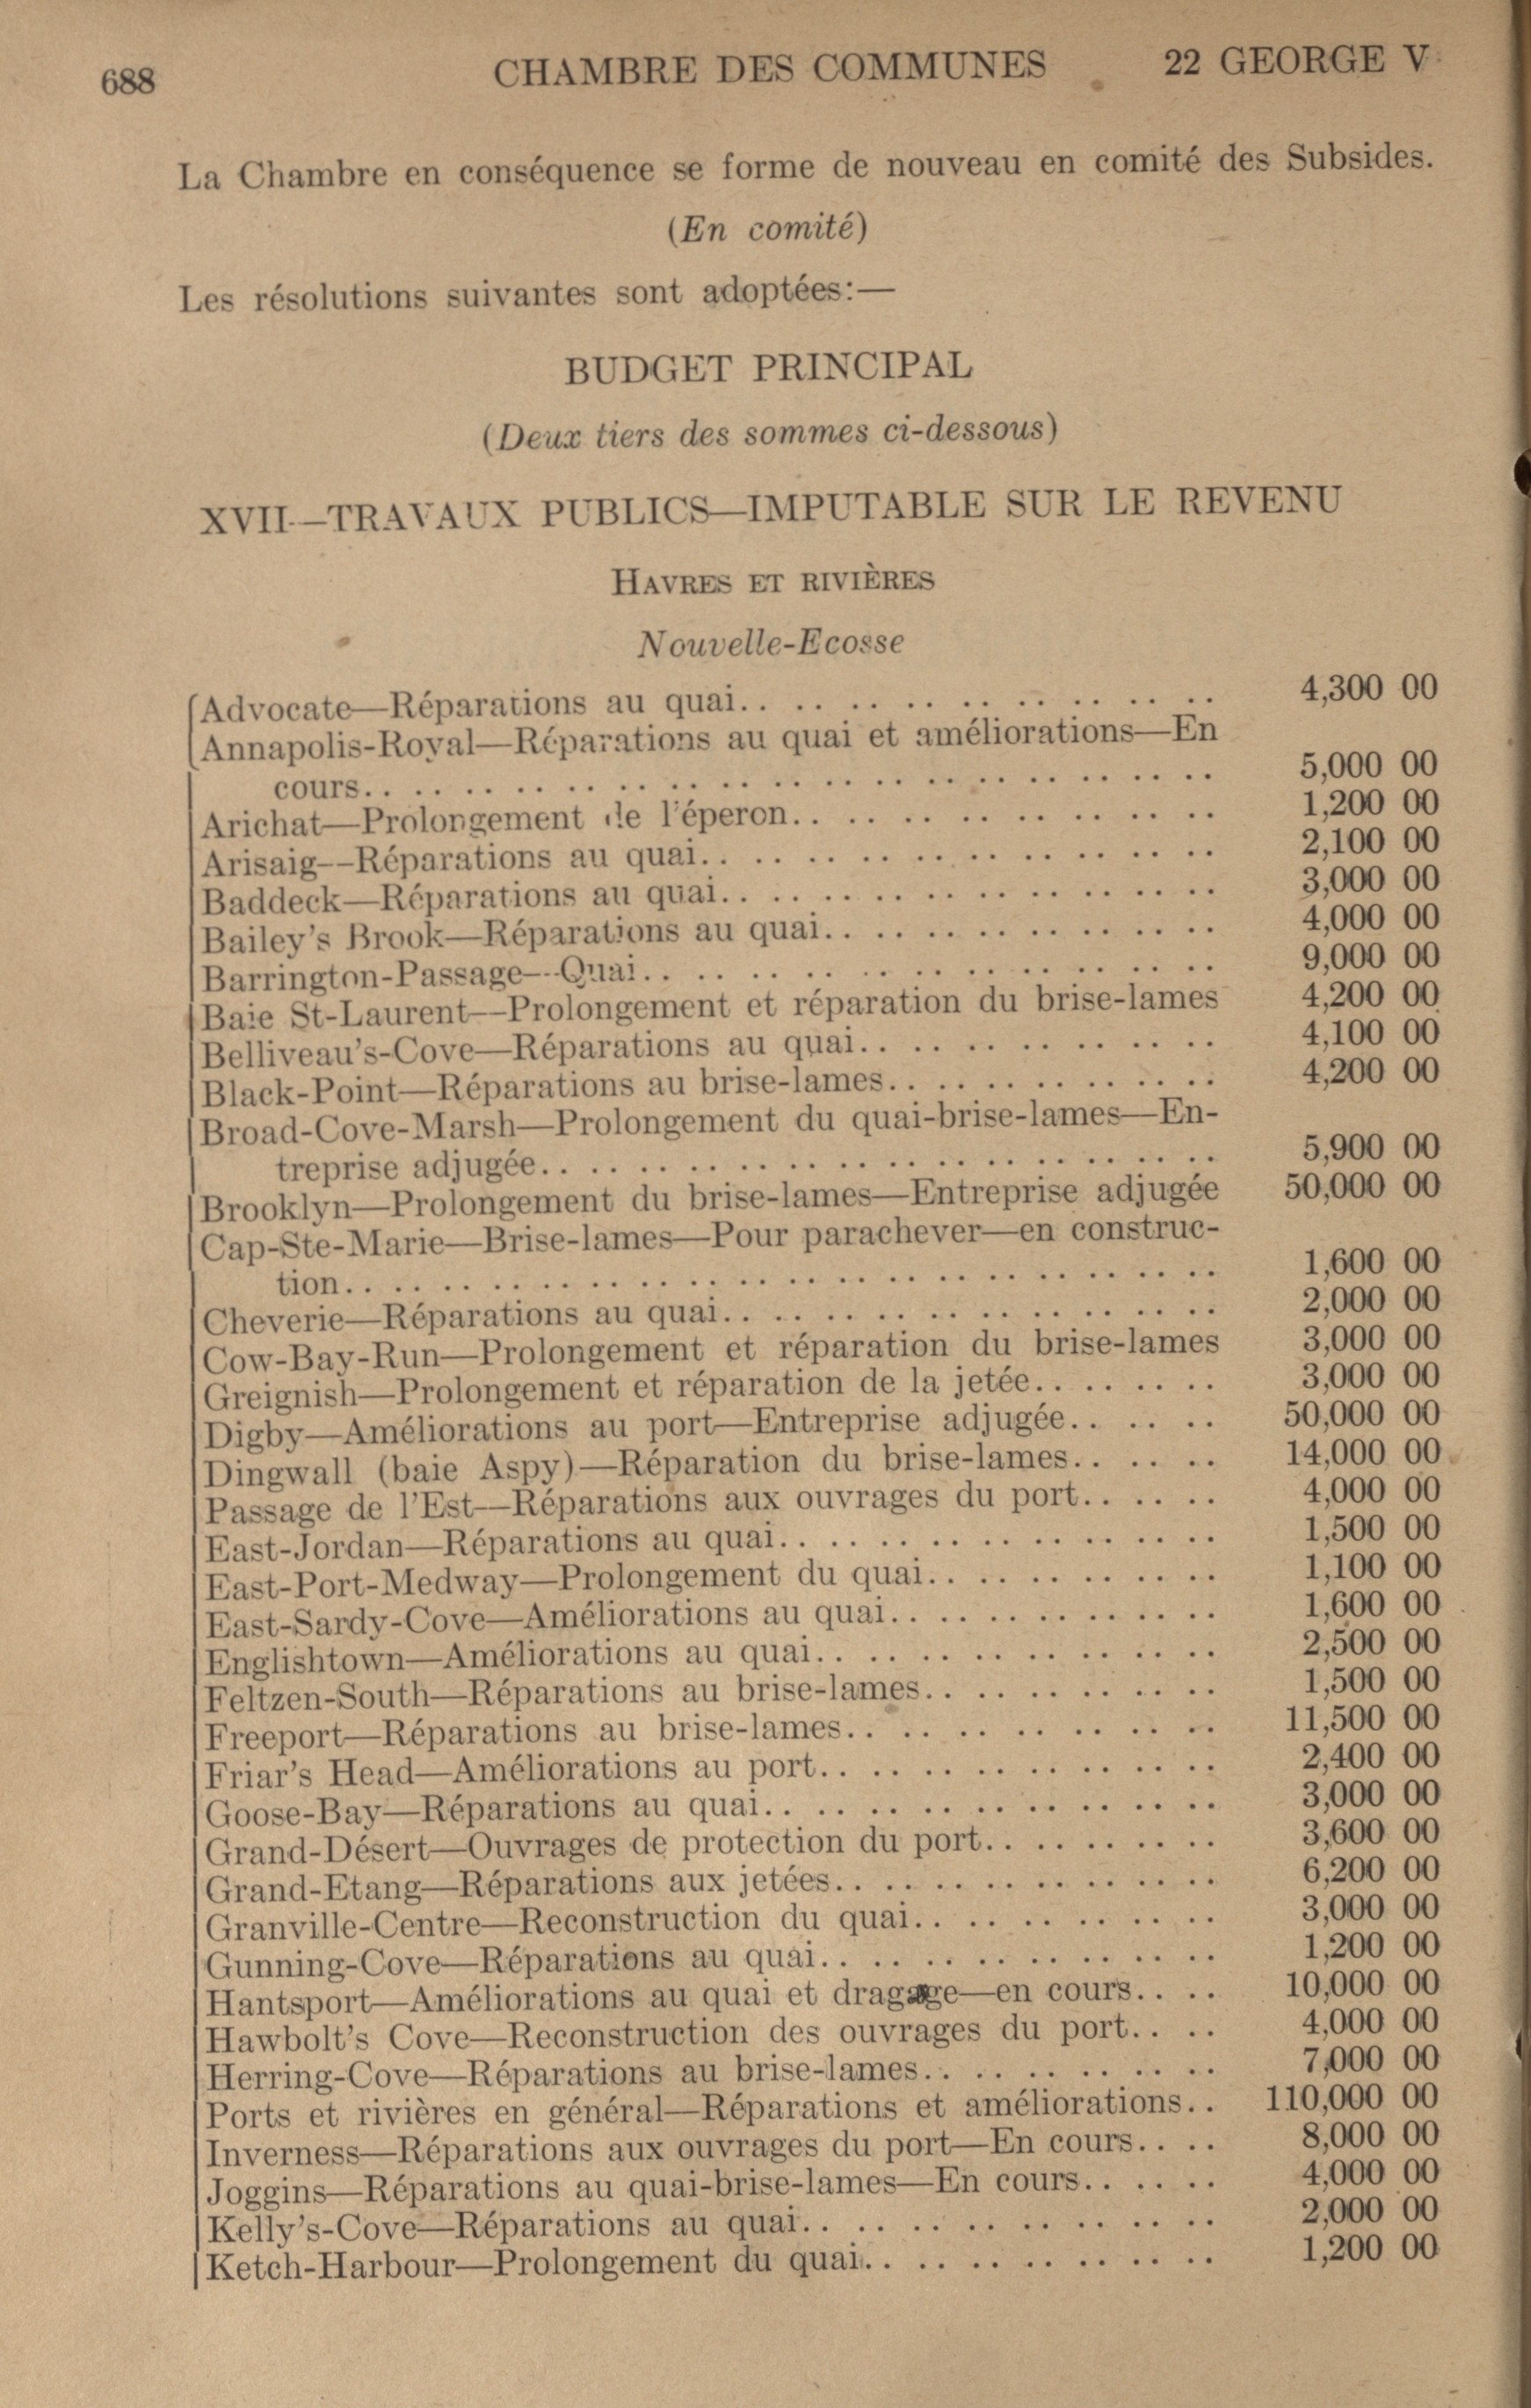 688 CHAMBRE DES COMMUNES 22 GEORGE V
La Chambre en conséquence se forme de nouveau en comité des Subsides.
(En comité)
Les résolutions suivantes sont adoptées:—
BUDGET PRINCIPAL
(Deux tiers des sommes ci-dessous)
XVII—TRAVAUX PUBLICS—IMPUTABLE SUR LE REVENU
HAVRES ET RIVIÈRES
Nouvelle-Ecosse
Advocate—Réparations au quai.. .. .. .. .. .. .. .. .. 4,300 00
Annapolis-Royal—Réparations au quai et améliorations—En
cours.. .. .. .. .. .. .. .. .. .. .. .. .. .. .. .. .. 5,000 00
Arichat—Prolongement de l'éperon.. .. .. .. .. .. .. .. 1,200 00
Arisaig—Réparations au quai.. .. .. .. .. .. .. .. .. .. 2,100 00
Baddeck—Réparations au quai.. .. .. .. .. .. .. .. .. .. 3,000 00
Bailey's Brook—Réparations au quai.. .. .. .. .. .. .. .. 4,000 00
Barrington-Passage—Quai.. .. .. .. .. .. .. .. .. .. .. 9,000 00
Baie St-Laurent—Prolongement et réparation du brise-lames 4,200 00
Belliveau's-Cove—Réparations au quai.. .. .. .. .. .. .. 4,100 00
Black-Point—Réparations au brise-lames.. .. .. .. .. .. .. 4,200 00
Broad-Cove-Marsh—Prolongement du quai-brise-lames—En-
treprise adjugée.. .. .. .. .. .. .. .. .. .. .. .. .. .. 5,900 00
Brooklyn—Prolongement du brise-lames—Entreprise adjugée 50,000 00
Cap-Ste-Marie—Brise-lames—Pour parachever—en construc-
tion.. .. .. .. .. .. .. .. .. .. .. .. .. .. .. .. .. .. 1,600 00
Cheverie—Réparations au quai.. .. .. .. .. .. .. .. .. .. 2,000 00
Cow-Bay-Run—Prolongement et réparation du brise-lames 3,000 00
Greignish—Prolongement et réparation de la jetée.. .. .. .. 3,000 00
Digby—Améliorations au port—Entreprise adjugée.. .. .. 50,000 00
Dingwall (baie Aspy)—Réparation du brise-lames.. .. .. 14,000 00
Passage de l'Est—Réparations aux ouvrages du port.. .. .. 4,000 00
East-Jordan—Réparations au quai.. .. .. .. .. .. .. .. .. 1,500 00
East-Port-Medway—Prolongement du quai.. .. .. .. .. .. 1,100 00
East-Sardy-Cove—Améliorations au quai.. .. .. .. .. .. .. 1,600 00
Englishtown—Améliorations au quai.. .. .. .. .. .. .. .. 2,500 00
Feltzen-South—Réparations au brise-lames.. .. .. .. .. .. 1,500 00
Freeport—Réparations au brise-lames.. .. .. .. .. .. .. 11,500 00
Friar's Head—Améliorations au port.. .. .. .. .. .. .. .. 2,400 00
Goose-Bay—Réparations au quai.. .. .. .. .. .. .. .. .. 3,000 00
Grand-Désert—Ouvrages de protection du port.. .. .. .. .. 3,600 00
Grand-Etang—Réparations aux jetées.. .. .. .. .. .. .. .. 6,200 00
Granville-Centre—Reconstruction du quai.. .. .. .. .. .. 3,000 00
Gunning-Cove—Réparations au quai.. .. .. .. .. .. .. .. 1,200 00
Hantsport—Améliorations au quai et dragage—en cours.. .. 10,000 00
Hawbolt's Cove—Reconstruction des ouvrages du port.. .. 4,000 00
Herring-Cove—Réparations au brise-lames.. .. .. .. .. .. 7,000 00
Ports et rivières en général—Réparations et améliorations.. 110,000 00
Inverness—Réparations aux ouvrages du port—En cours.. .. 8,000 00
Joggins—Réparations au quai-brise-lames—En cours.. .. .. 4,000 00
Kelly's-Cove—Réparations au quai.. .. .. .. .. .. .. .. 2,000 00
Ketch-Harbour—Prolongement du quai.. .. .. .. .. .. .. 1,200 00